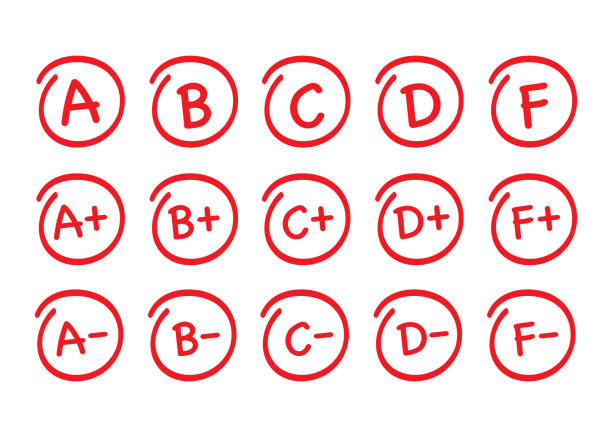 A B C D F
A+ B+ C+ D+ F+
A- B- C- D- F-